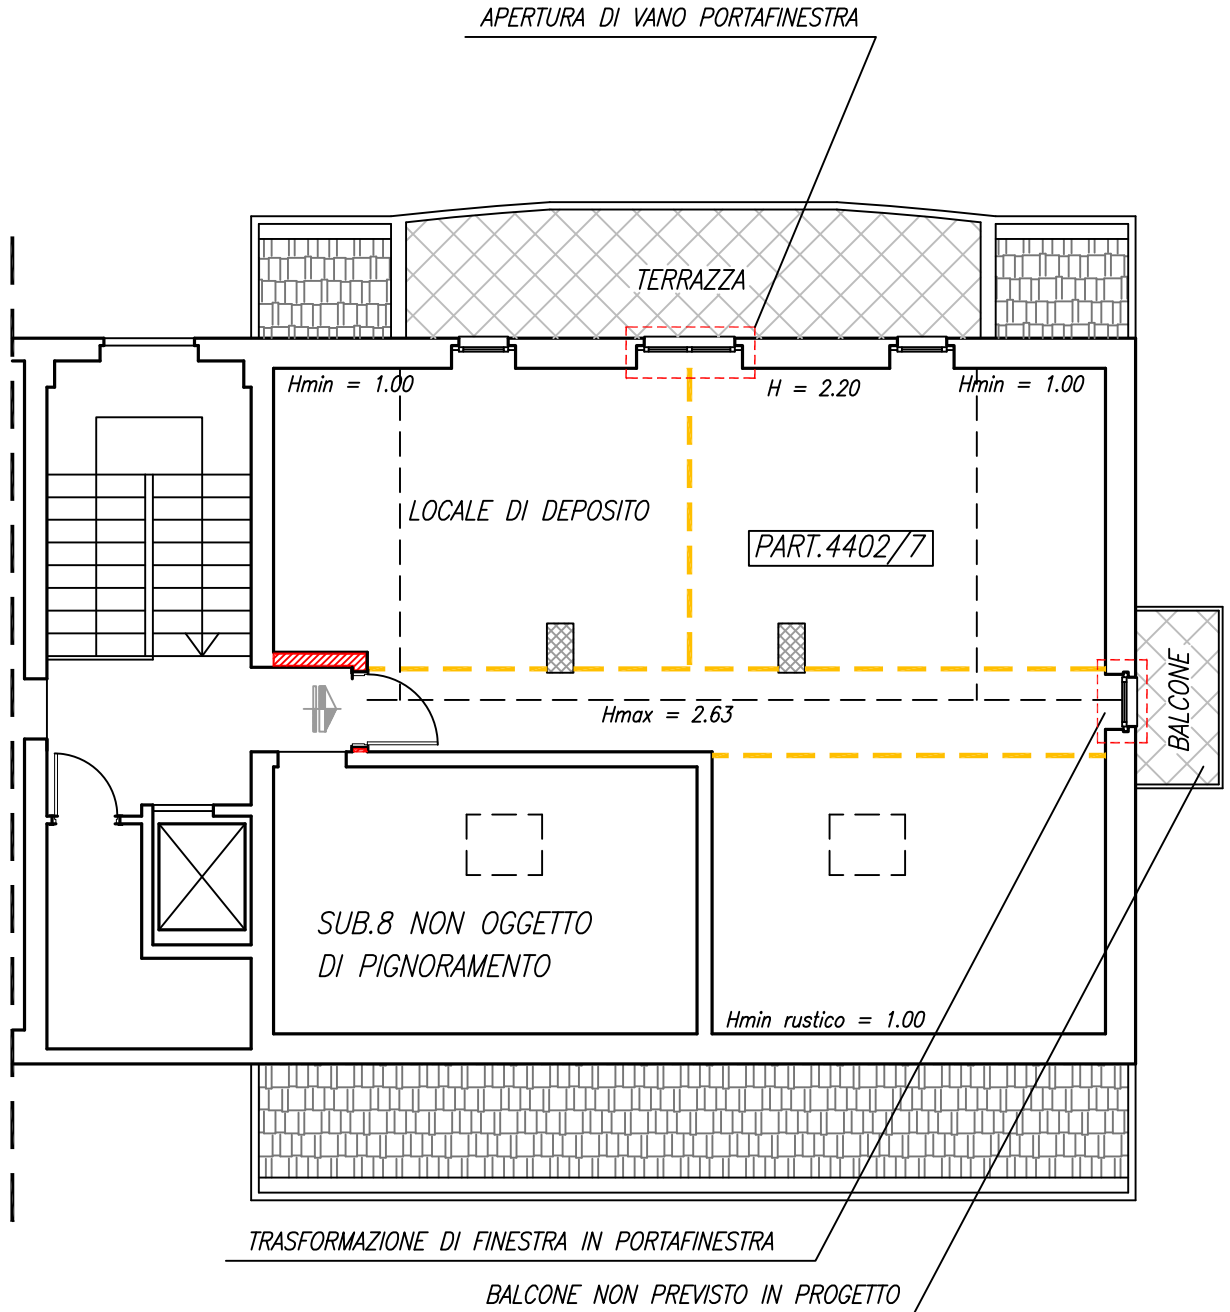 APERTURA DI VANO PORTAFINESTRA
TERRAZZA
Hmin = 1.00
H = 2.20
Hmin = 1.00
LOCALE DI DEPOSITO
PART.4402/7
Hmax = 2.63
BALCONE
SUB.8 NON OGGETTO
DI PIGNORAMENTO
Hmin rustico = 1.00
TRASFORMAZIONE DI FINESTRA IN PORTAFINESTRA
BALCONE NON PREVISTO IN PROGETTO